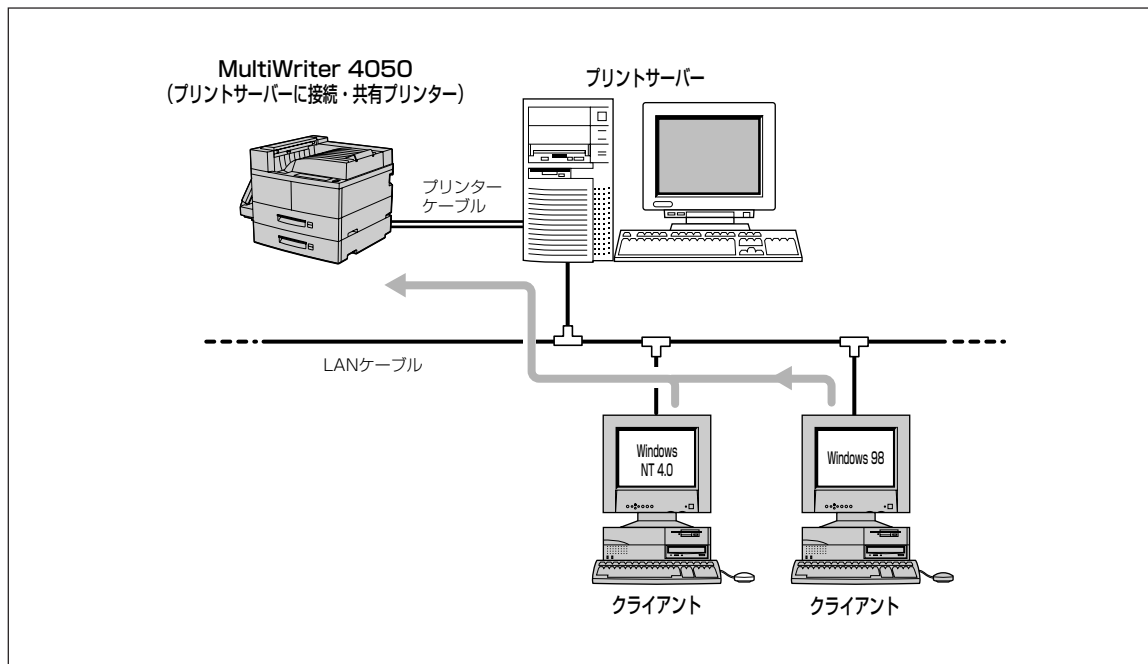 MultiWriter 4050
(プリントサーバーに接続・共有プリンター)
プリントサーバー
プリンター
ケーブル
LANケーブル
Windows
NT 4.0
Windows 98
クライアント
クライアント